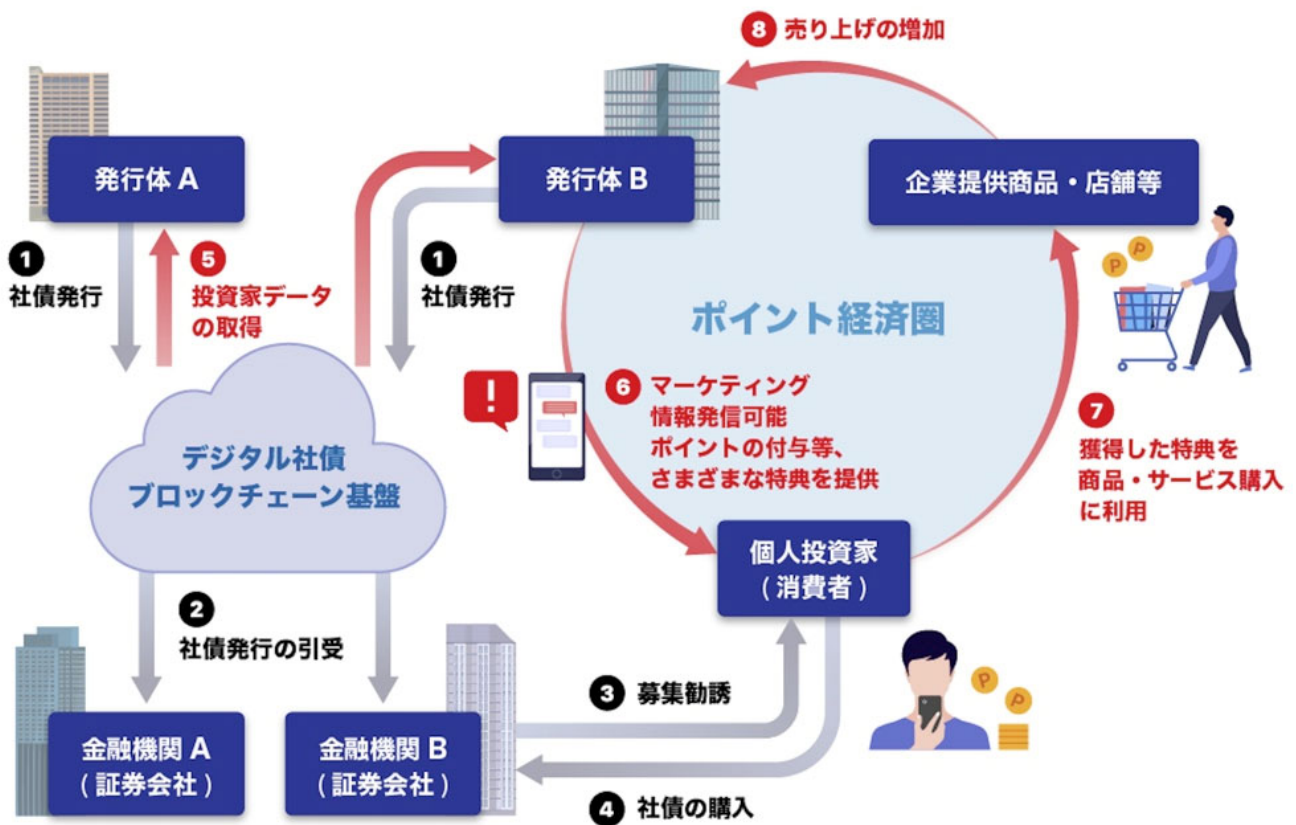 8 売り上げの増加
発行体 A
発行体 B
企業提供商品・店舗等
1
社債発行
5
投資家データ
の取得
1
社債発行
ポイント経済圏
P
P
!
6 マーケティング
情報発信可能
ポイントの付与等、
さまざまな特典を提供
7
獲得した特典を
商品・サービス購入
に利用
デジタル社債
ブロックチェーン基盤
個人投資家
( 消費者 )
2
社債発行の引受
3 募集勧誘
P
P
金融機関 A
( 証券会社 )
金融機関 B
( 証券会社 )
4 社債の購入